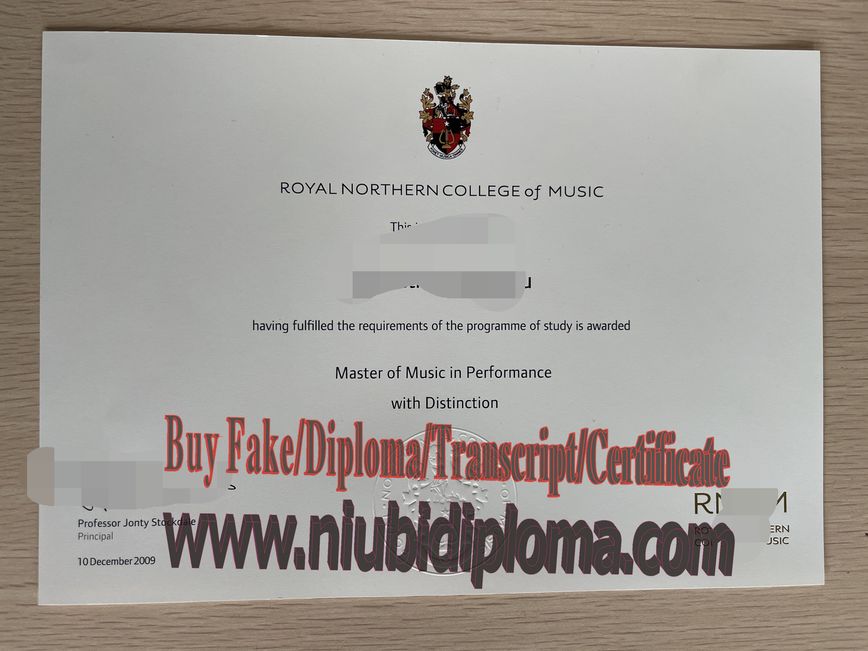 ROYAL NORTHERN COLLEGE of MUSIC
having fulfilled the requirements of the programme of study is awarded
Master of Music in Performance
with Distinction
Buy Fake/Diploma/Transcript/Certificate
www.niubidiploma.com
Professor Jonty Stockdale
Principal
10 December 2009